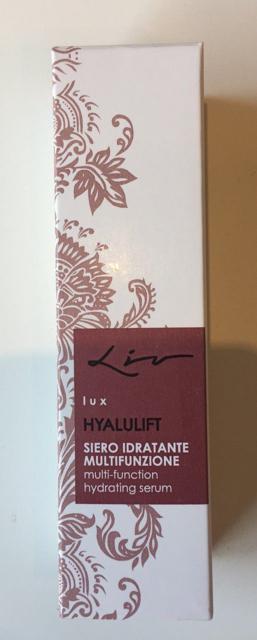 Liv
lux
HYALULIFT
SIERO IDRATANTE
MULTIFUNZIONE
multi-function
hydrating serum